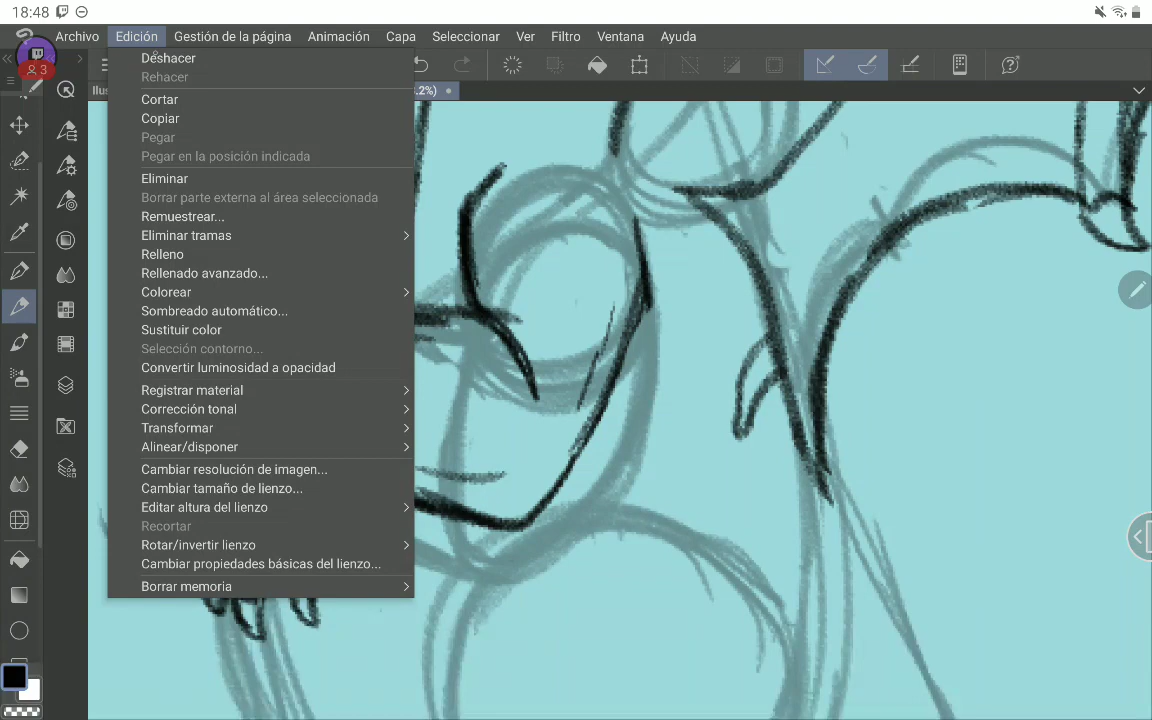 18:48
Archivo Edición Gestión de la página Animación Capa Seleccionar Ver Filtro Ventana Ayuda
3
Ilus
.2%)
Deshacer
Rehacer
Cortar
Copiar
Pegar
Pegar en la posición indicada
Eliminar
Borrar parte externa al área seleccionada
Remuestrear...
Eliminar tramas
Relleno
Rellenado avanzado...
Colorear
Sombreado automático...
Sustituir color
Selección contorno...
Convertir luminosidad a opacidad
Registrar material
Corrección tonal
Transformar
Alinear/disponer
Cambiar resolución de imagen...
Cambiar tamaño de lienzo...
Editar altura del lienzo
Recortar
Rotar/invertir lienzo
Cambiar propiedades básicas del lienzo...
Borrar memoria